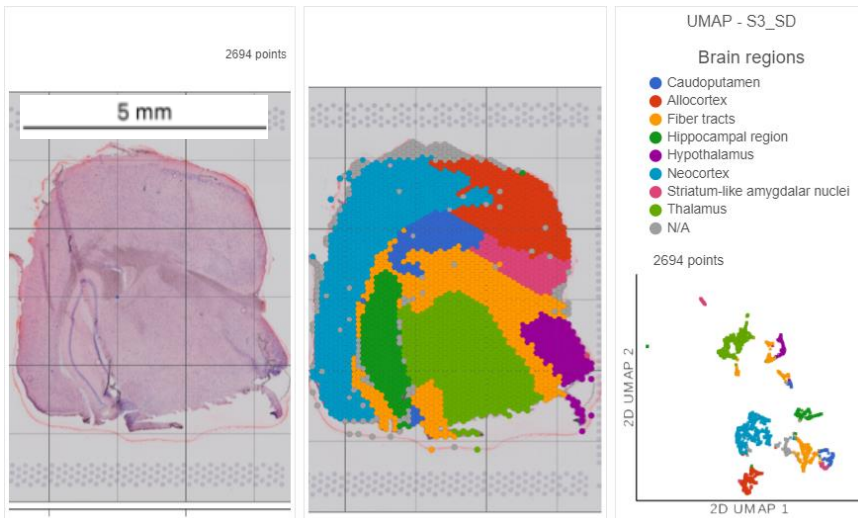 2694 points
5 mm
UMAP - S3_SD
Brain regions
Caudoputamen
Allocortex
Fiber tracts
Hippocampal region
Hypothalamus
Neocortex
Striatum-like amygdalar nuclei
Thalamus
N/A
2694 points
2D UMAP 2
2D UMAP 1